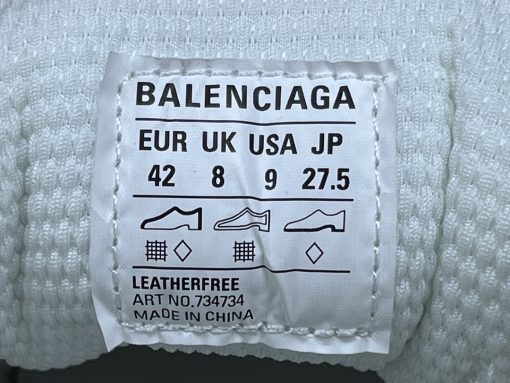 BALENCIAGA
EUR UK USA JP
42 8 9 27.5
LEATHERFREE
ART NO.734734
MADE IN CHINA